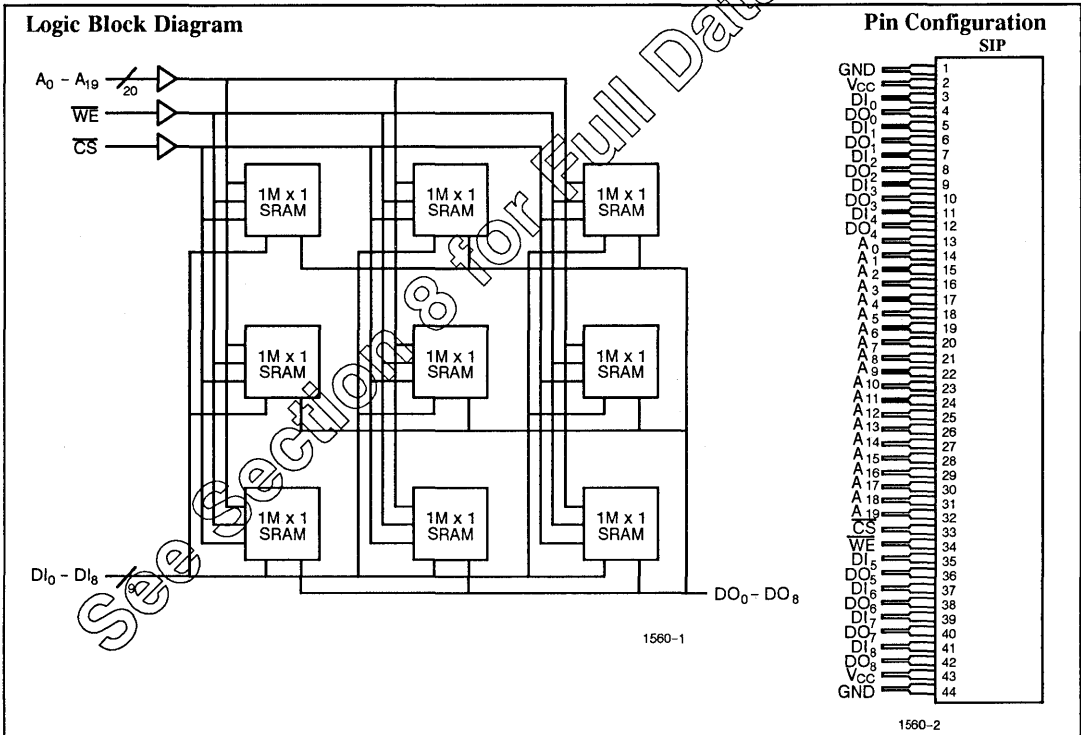 Logic Block Diagram
A0 – A19
20
WE
CS
1M x 1
SRAM
1M x 1
SRAM
1M x 1
SRAM
1M x 1
SRAM
1M x 1
SRAM
1M x 1
SRAM
1M x 1
SRAM
1M x 1
SRAM
1M x 1
SRAM
DI0 – DI8
9
DO0 – DO8
1560–1
See Section 8 for Full Data
Pin Configuration
SIP
GND 1
VCC 2
DI0 3
DO0 4
DI1 5
DO1 6
DI2 7
DO2 8
DI3 9
DO3 10
DI4 11
DO4 12
A0 13
A1 14
A2 15
A3 16
A4 17
A5 18
A6 19
A7 20
A8 21
A9 22
A10 23
A11 24
A12 25
A13 26
A14 27
A15 28
A16 29
A17 30
A18 31
A19 32
CS 33
WE 34
DI5 35
DO5 36
DI6 37
DO6 38
DI7 39
DO7 40
DI8 41
DO8 42
VCC 43
GND 44
1560–2